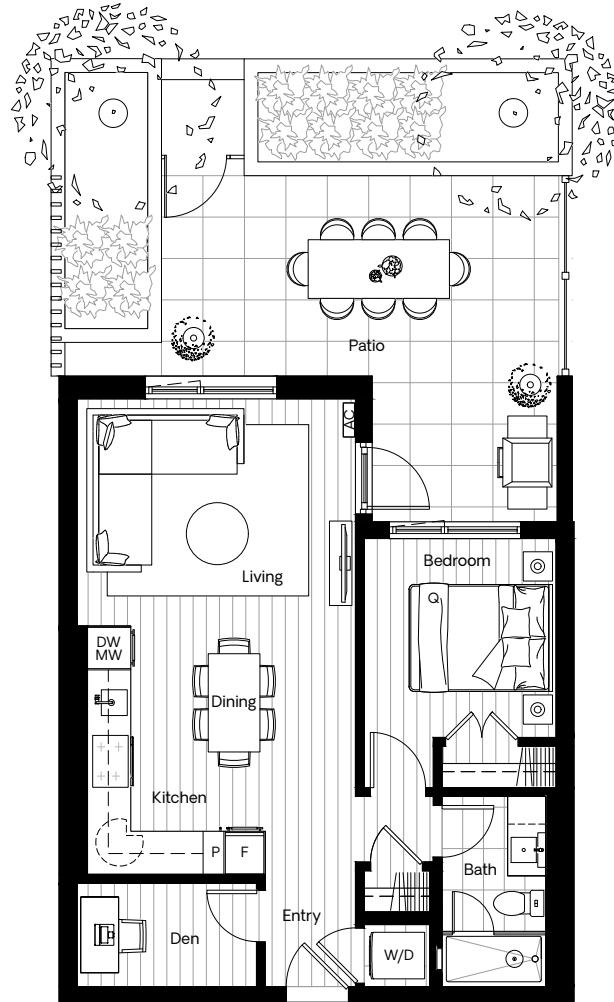 Patio
AC
Living
Bedroom
Q
DW
MW
Dining
Kitchen
P
F
Bath
Den
Entry
W/D